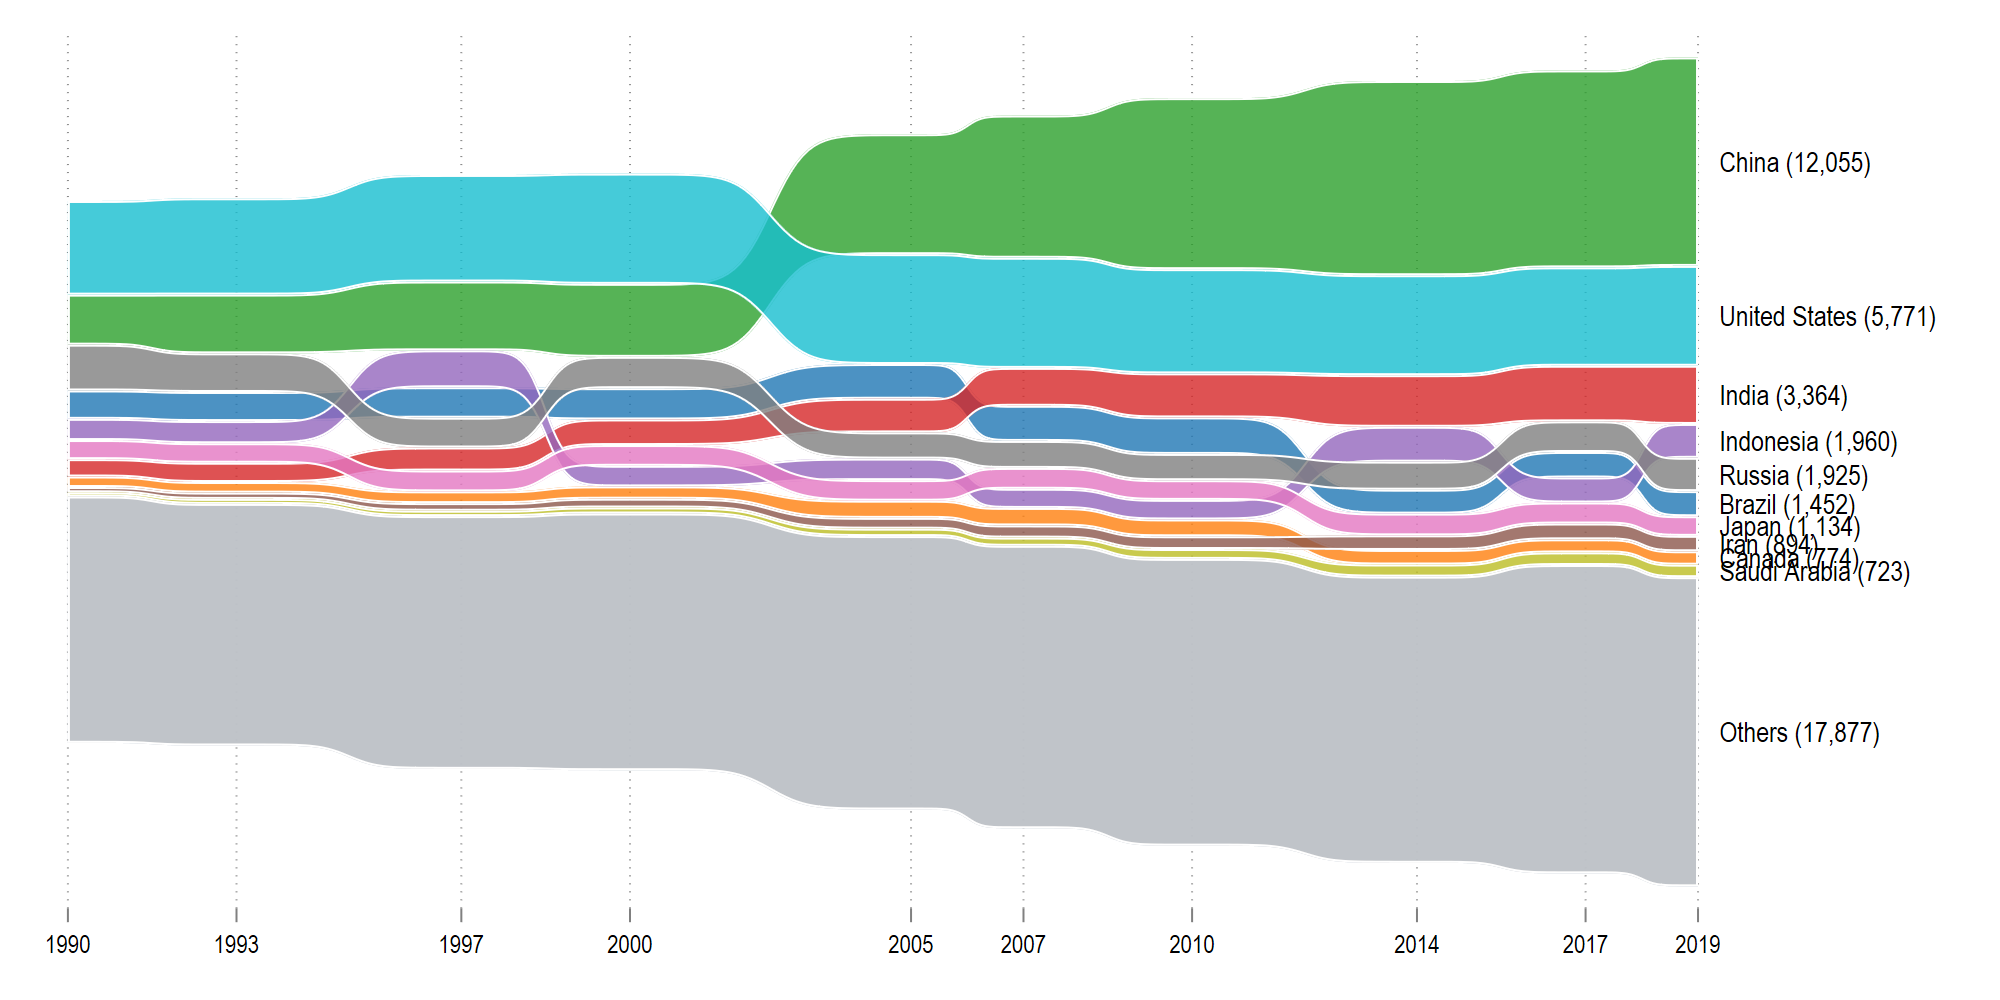 China (12,055)
United States (5,771)
India (3,364)
Indonesia (1,960)
Russia (1,925)
Brazil (1,452)
Japan (1,134)
Iran (894)
Canada (774)
Saudi Arabia (723)
Others (17,877)
1990 1993 1997 2000 2005 2007 2010 2014 2017 2019